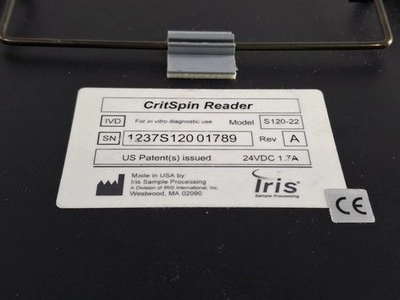 CritSpin Reader
IVD For in vitro diagnostic use Model S120-22
SN 1237S120 01789 Rev A
US Patent(s) issued 24VDC 1.7A
Made in USA by:
Iris Sample Processing
A Division of IRIS International, Inc.
Westwood, MA 02090
Iris
Sample Processing
CE